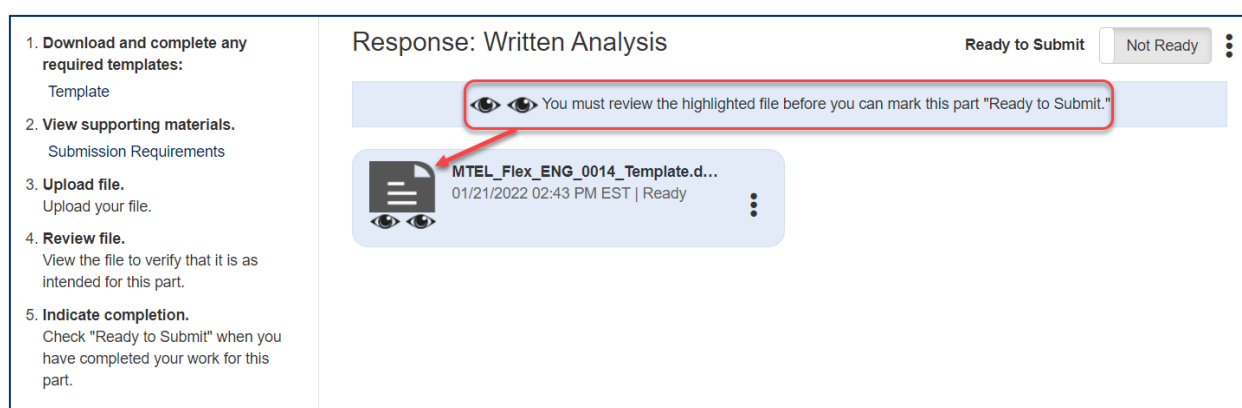 1. Download and complete any
required templates:
Template
2. View supporting materials.
Submission Requirements
3. Upload file.
Upload your file.
4. Review file.
View the file to verify that it is as
intended for this part.
5. Indicate completion.
Check "Ready to Submit" when you
have completed your work for this
part.
Response: Written Analysis
Ready to Submit
Not Ready
You must review the highlighted file before you can mark this part "Ready to Submit."
MTEL_Flex_ENG_0014_Template.d...
01/21/2022 02:43 PM EST | Ready